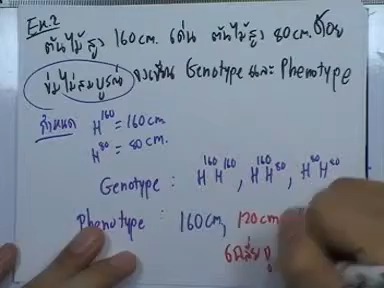 Ex.2
ต้นไม้สูง 160 cm. เด่น ต้นไม้สูง 80 cm. ด้อย
ข่มไม่สมบูรณ์ จงเขียน Genotype และ Phenotype
กำหนด H¹⁶⁰ = 160 cm
H⁸⁰ = 80 cm.
Genotype : H¹⁶⁰H¹⁶⁰, H¹⁶⁰H⁸⁰, H⁸⁰H⁸⁰
Phenotype : 160 cm, 120 cm